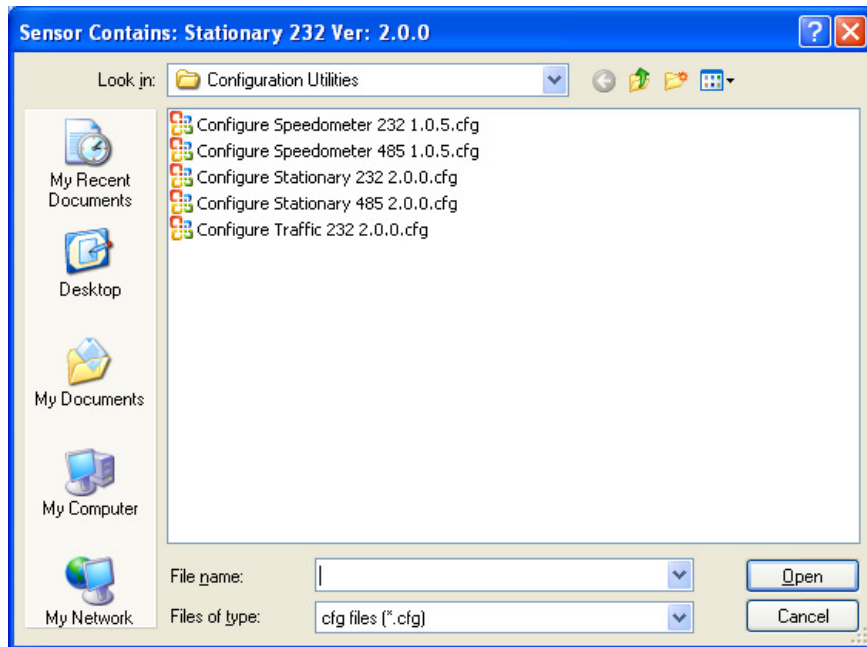 Sensor Contains: Stationary 232 Ver: 2.0.0
Look in:
Configuration Utilities
My Recent
Documents
Desktop
My Documents
My Computer
My Network
Configure Speedometer 232 1.0.5.cfg
Configure Speedometer 485 1.0.5.cfg
Configure Stationary 232 2.0.0.cfg
Configure Stationary 485 2.0.0.cfg
Configure Traffic 232 2.0.0.cfg
File name:
Open
Files of type:
cfg files (*.cfg)
Cancel